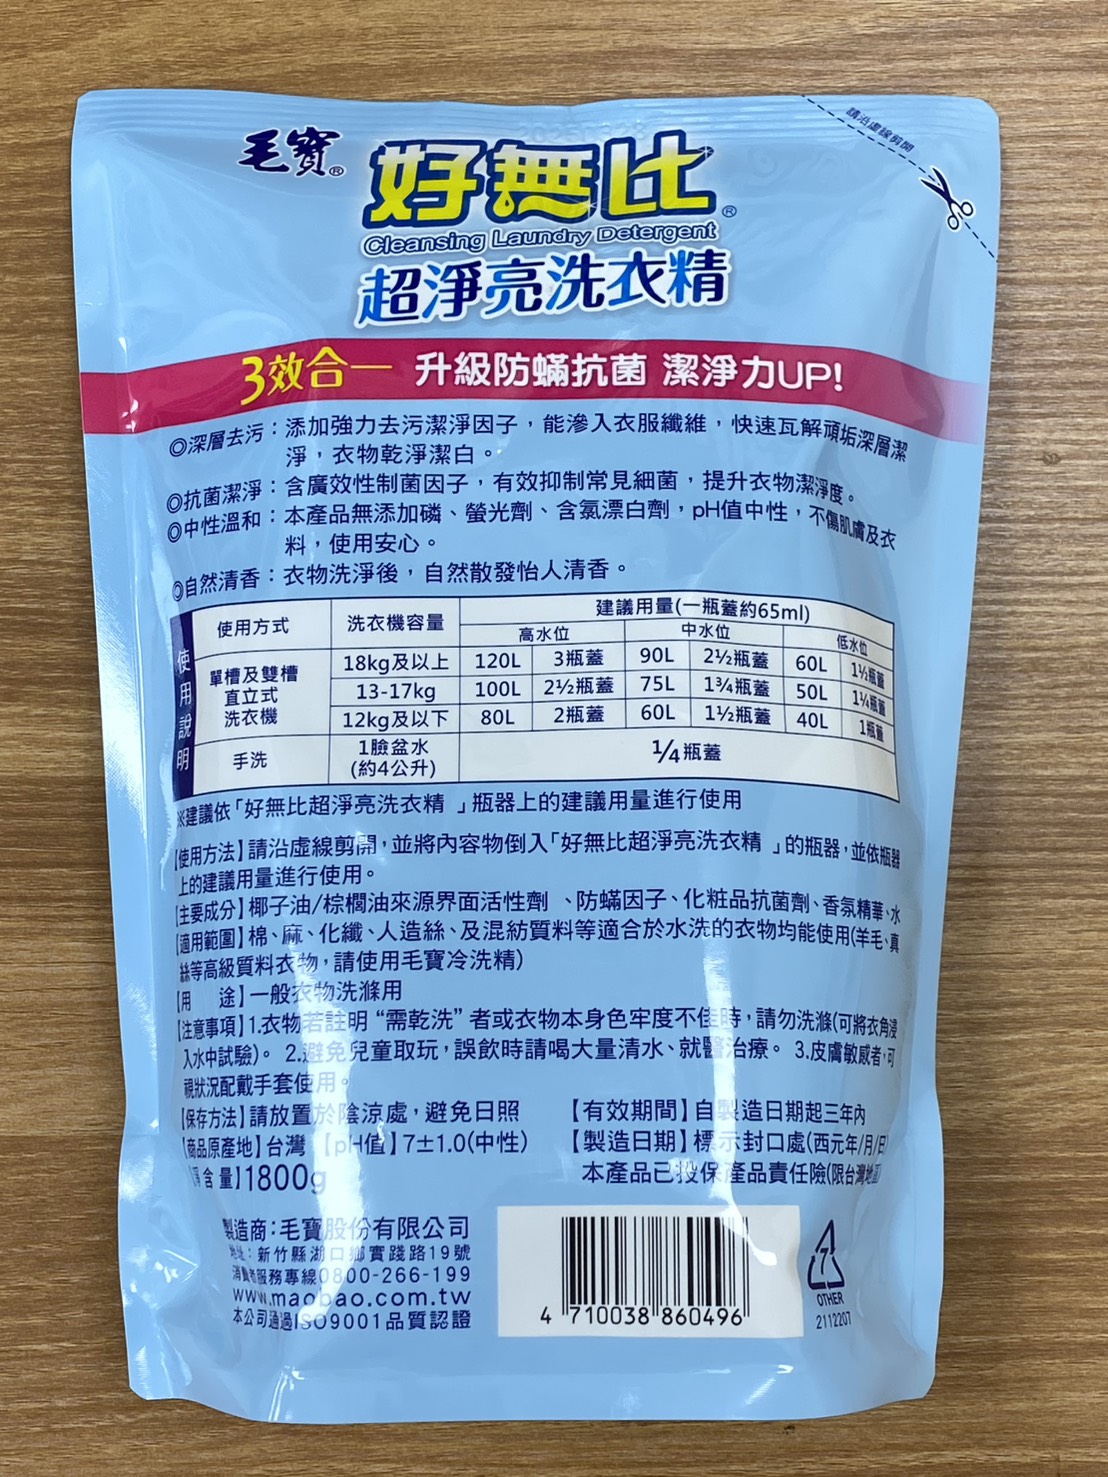 請沿虛線剪開
毛寶®
好無比®
Cleansing Laundry Detergent
超淨亮洗衣精
3效合一 升級防蟎抗菌 潔淨力UP!
◎深層去污：添加強力去污潔淨因子，能滲入衣服纖維，快速瓦解頑垢深層潔
淨，衣物乾淨潔白。
◎抗菌潔淨：含廣效性制菌因子，有效抑制常見細菌，提升衣物潔淨度。
◎中性溫和：本產品無添加磷、螢光劑、含氯漂白劑，pH值中性，不傷肌膚及衣
料，使用安心。
◎自然清香：衣物洗淨後，自然散發怡人清香。
使用說明
使用方式 洗衣機容量 建議用量(一瓶蓋約65ml)
高水位 中水位 低水位
單槽及雙槽
直立式
洗衣機
18kg及以上 120L 3瓶蓋 90L 2½瓶蓋 60L 1½瓶蓋
13-17kg 100L 2½瓶蓋 75L 1¾瓶蓋 50L 1¼瓶蓋
12kg及以下 80L 2瓶蓋 60L 1½瓶蓋 40L 1瓶蓋
手洗 1臉盆水 ¼瓶蓋
(約4公升)
※建議依「好無比超淨亮洗衣精 」瓶器上的建議用量進行使用
【使用方法】請沿虛線剪開，並將內容物倒入「好無比超淨亮洗衣精 」的瓶器，並依瓶器
上的建議用量進行使用。
【主要成分】椰子油/棕櫚油來源界面活性劑 、防蟎因子、化粧品抗菌劑、香氛精華、水
【適用範圍】棉、麻、化纖、人造絲、及混紡質料等適合於水洗的衣物均能使用(羊毛、真
絲等高級質料衣物，請使用毛寶冷洗精)
【用 途】一般衣物洗滌用
【注意事項】1.衣物若註明 “需乾洗” 者或衣物本身色牢度不佳時，請勿洗滌(可將衣角浸
入水中試驗)。 2.避免兒童取玩，誤飲時請喝大量清水、就醫治療。 3.皮膚敏感者，可
視狀況配戴手套使用。
【保存方法】請放置於陰涼處，避免日照 【有效期間】自製造日期起三年內
【商品原產地】台灣 【pH值】7±1.0(中性) 【製造日期】標示封口處(西元年/月/日)
【淨含量】1800g 本產品已投保產品責任險(限台灣地區)
製造商：毛寶股份有限公司
地址：新竹縣湖口鄉實踐路19號
消費者服務專線0800-266-199
www.maobao.com.tw
本公司通過ISO9001品質認證
4 710038 860496
7
OTHER
2112207